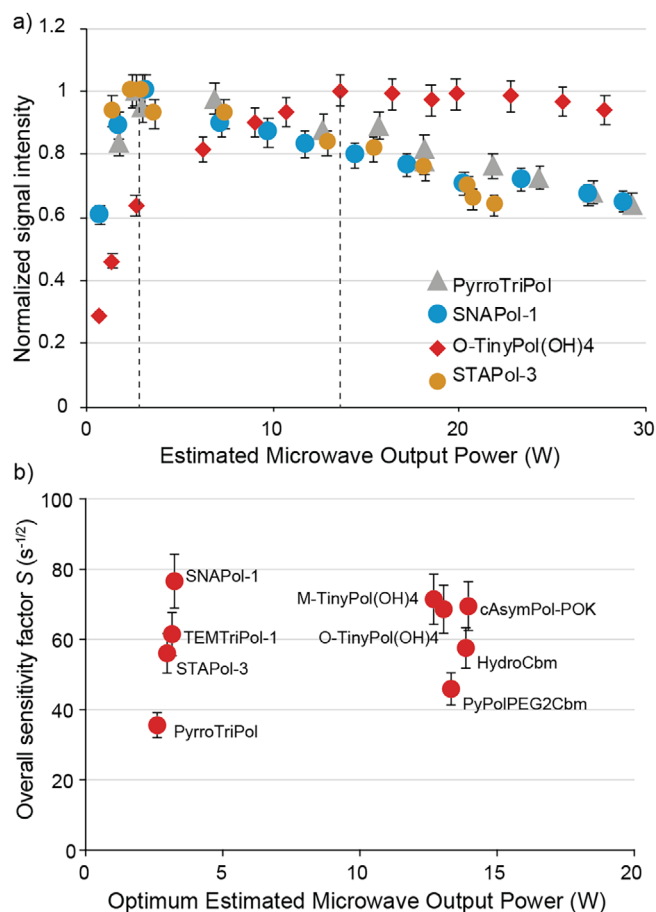 a)
1.2
1
0.8
0.6
0.4
0.2
0
Normalized signal intensity
PyrroTriPol
SNAPol-1
O-TinyPol(OH)4
STAPol-3
0 10 20 30
Estimated Microwave Output Power (W)
b)
100
80
60
40
20
0
Overall sensitivity factor S (s-1/2)
SNAPol-1
M-TinyPol(OH)4
cAsymPol-POK
TEMTriPol-1
O-TinyPol(OH)4
STAPol-3
HydroCbm
PyPolPEG2Cbm
PyrroTriPol
0 5 10 15 20
Optimum Estimated Microwave Output Power (W)